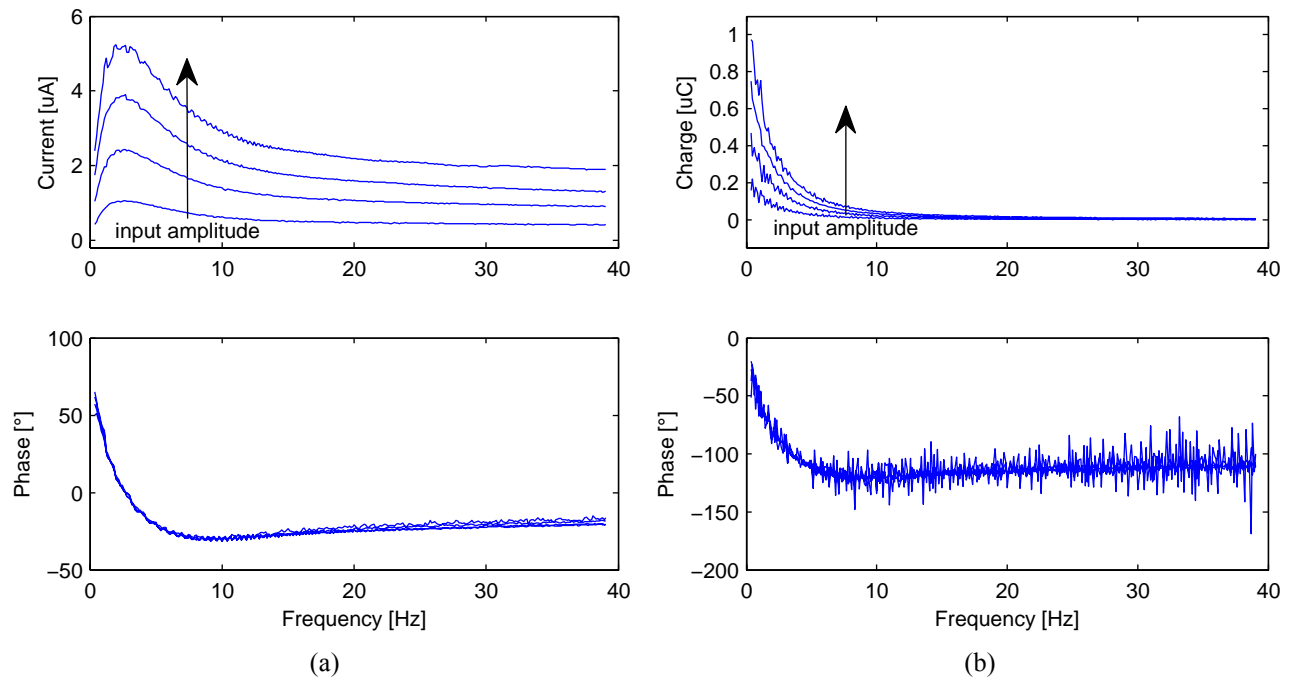 6
4
2
0
Current [uA]
input amplitude
0 10 20 30 40
100
50
0
−50
Phase [°]
0 10 20 30 40
Frequency [Hz]
(a)
1
0.8
0.6
0.4
0.2
0
Charge [uC]
input amplitude
0 10 20 30 40
0
−50
−100
−150
−200
Phase [°]
0 10 20 30 40
Frequency [Hz]
(b)